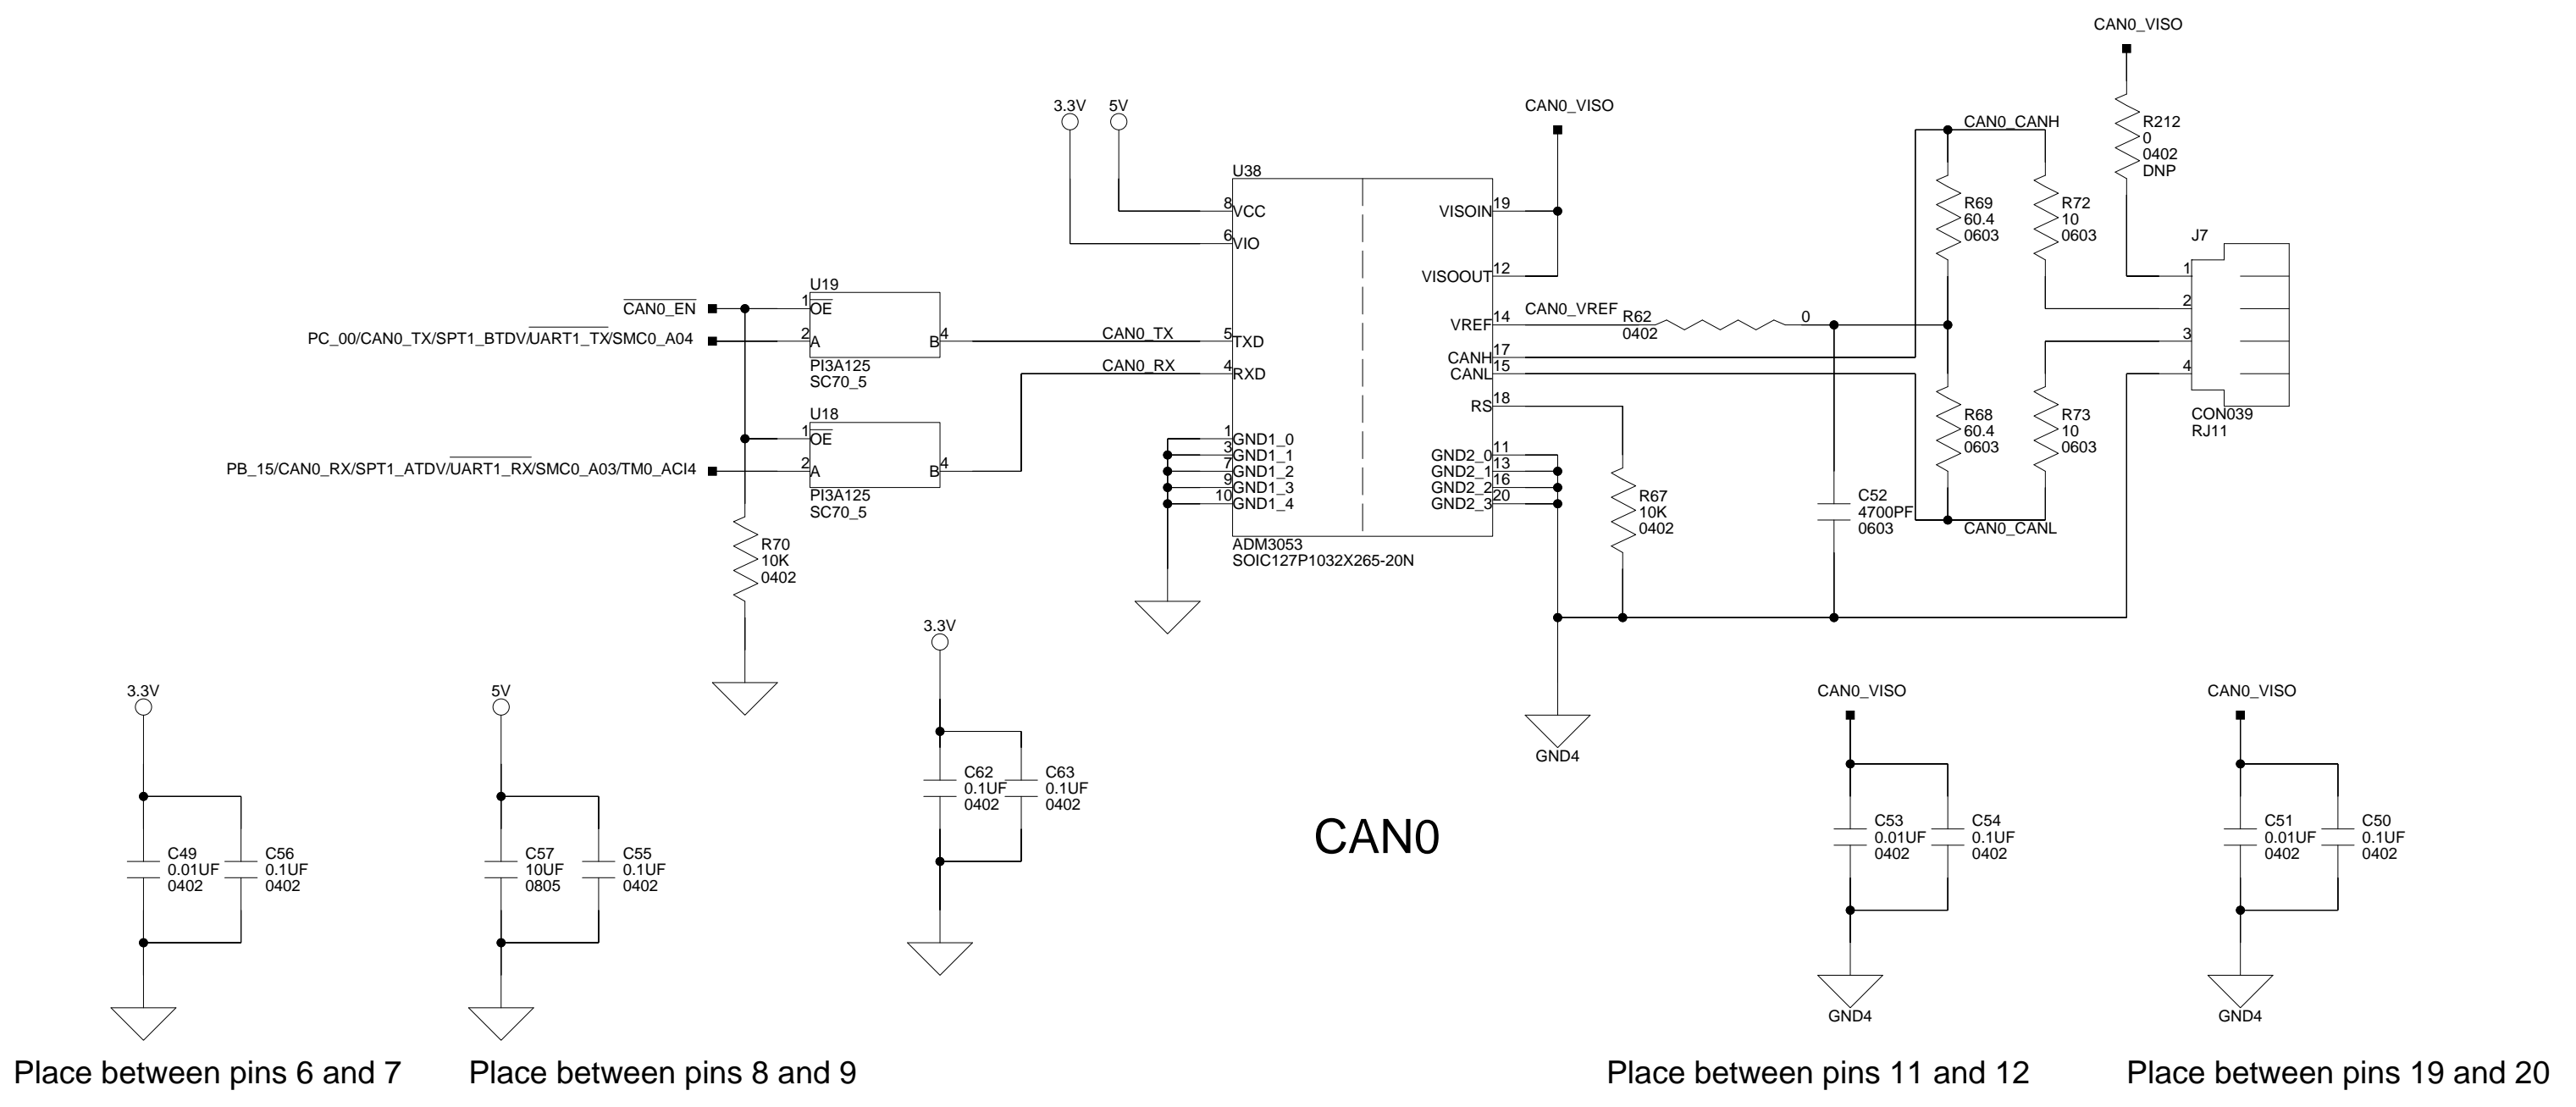 CAN0_VISO
3.3V 5V
CAN0_VISO
R212
0
0402
DNP
CAN0_CANH
U38
8 VCC
6 VIO
VISOIN 19
VISOOUT 12
R69
60.4
0603
R72
10
0603
J7
1
2
3
4
CON039
RJ11
U19
CAN0_EN
1 OE
PC_00/CAN0_TX/SPT1_BTDV/UART1_TX/SMC0_A04
2 A
B 4
PI3A125
SC70_5
CAN0_TX
5 TXD
CAN0_RX
4 RXD
VREF 14
CAN0_VREF
R62
0402
0
CANH 17
CANL 15
RS 18
U18
1 OE
PB_15/CAN0_RX/SPT1_ATDV/UART1_RX/SMC0_A03/TM0_ACI4
2 A
B 4
PI3A125
SC70_5
1 GND1_0
3 GND1_1
7 GND1_2
9 GND1_3
10 GND1_4
GND2_0 11
GND2_1 13
GND2_2 16
GND2_3 20
ADM3053
SOIC127P1032X265-20N
R70
10K
0402
R67
10K
0402
C52
4700PF
0603
R68
60.4
0603
R73
10
0603
CAN0_CANL
GND4
3.3V
C49
0.01UF
0402
C56
0.1UF
0402
Place between pins 6 and 7
5V
C57
10UF
0805
C55
0.1UF
0402
Place between pins 8 and 9
3.3V
C62
0.1UF
0402
C63
0.1UF
0402
CAN0
CAN0_VISO
C53
0.01UF
0402
C54
0.1UF
0402
GND4
Place between pins 11 and 12
CAN0_VISO
C51
0.01UF
0402
C50
0.1UF
0402
GND4
Place between pins 19 and 20